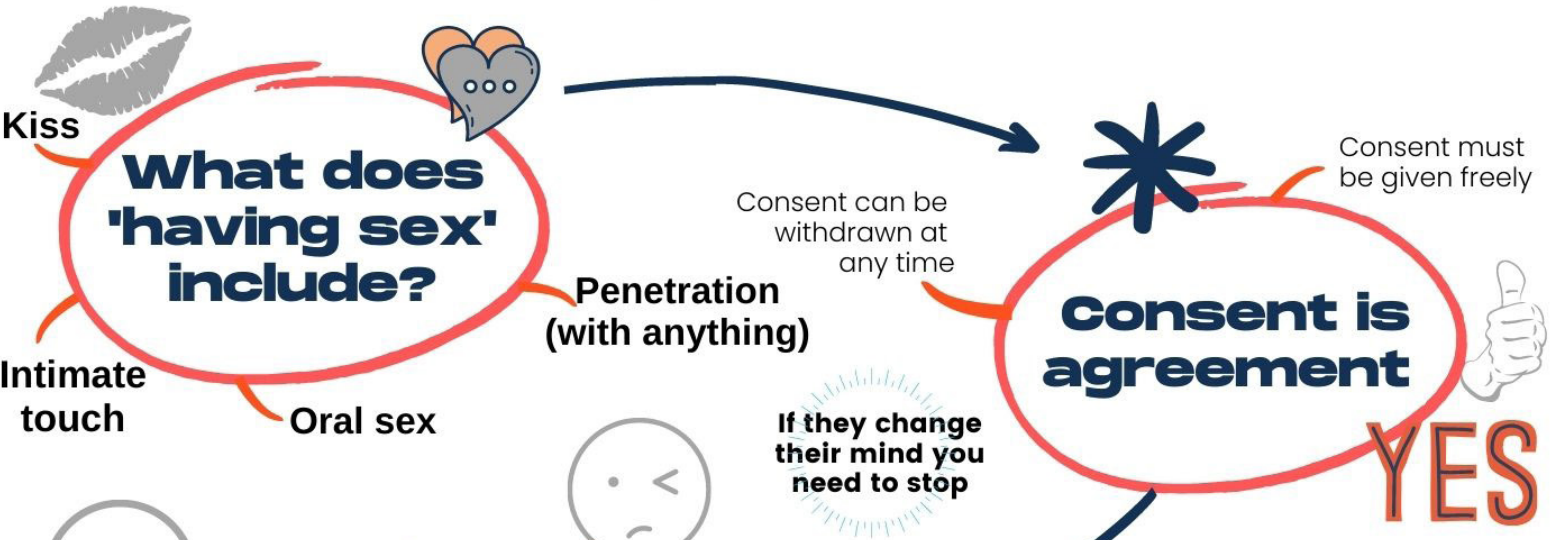 Kiss
What does
'having sex'
include?
Penetration
(with anything)
Intimate
touch
Oral sex
Consent can be
withdrawn at
any time
Consent must
be given freely
Consent is
agreement
If they change
their mind you
need to stop
YES